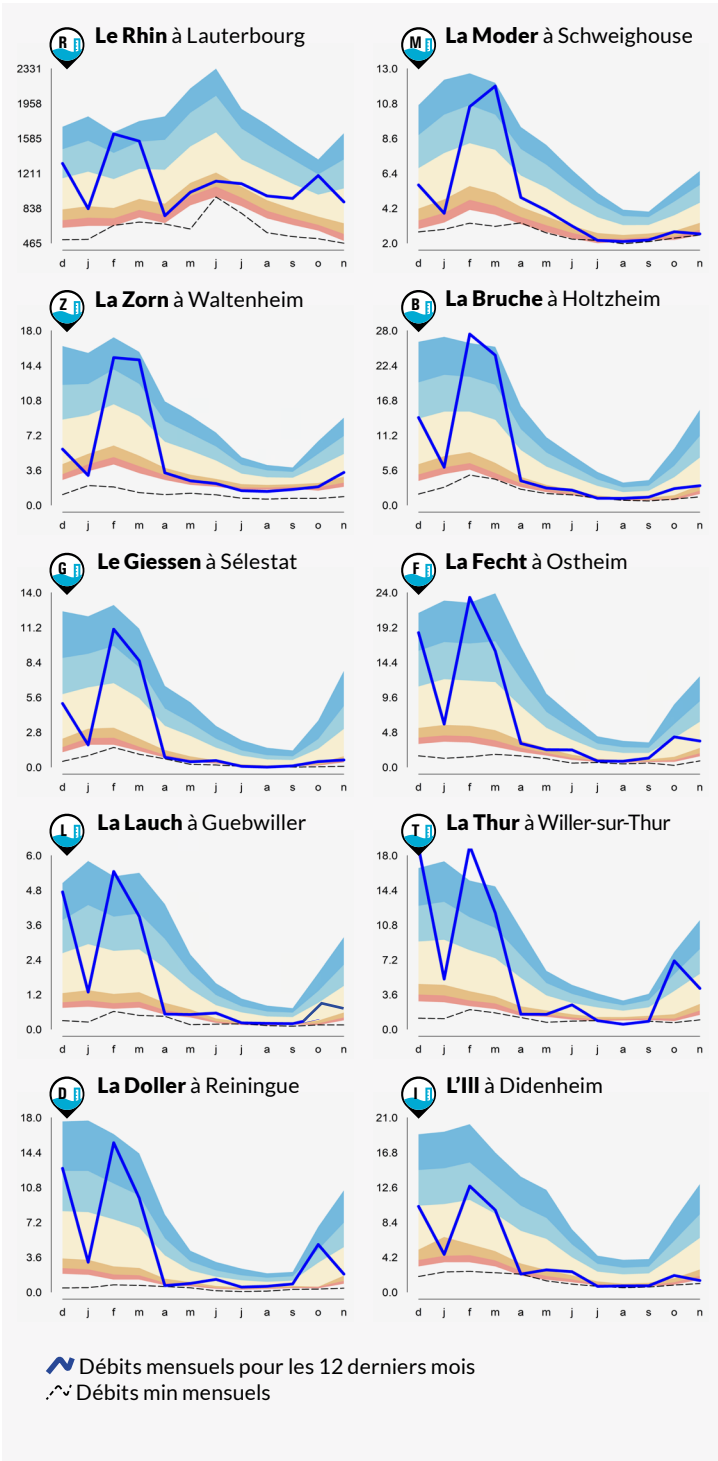 R Le Rhin à Lauterbourg
2331
1958
1585
1211
838
465
d j f m a m j j a s o n
M La Moder à Schweighouse
13.0
10.8
8.6
6.4
4.2
2.0
d j f m a m j j a s o n
Z La Zorn à Waltenheim
18.0
14.4
10.8
7.2
3.6
0.0
d j f m a m j j a s o n
B La Bruche à Holtzheim
28.0
22.4
16.8
11.2
5.6
0.0
d j f m a m j j a s o n
G Le Giessen à Sélestat
14.0
11.2
8.4
5.6
2.8
0.0
d j f m a m j j a s o n
F La Fecht à Ostheim
24.0
19.2
14.4
9.6
4.8
0.0
d j f m a m j j a s o n
L La Lauch à Guebwiller
6.0
4.8
3.6
2.4
1.2
0.0
d j f m a m j j a s o n
T La Thur à Willer-sur-Thur
18.0
14.4
10.8
7.2
3.6
0.0
d j f m a m j j a s o n
D La Doller à Reiningue
18.0
14.4
10.8
7.2
3.6
0.0
d j f m a m j j a s o n
I L'Ill à Didenheim
21.0
16.8
12.6
8.4
4.2
0.0
d j f m a m j j a s o n
Débits mensuels pour les 12 derniers mois
Débits min mensuels